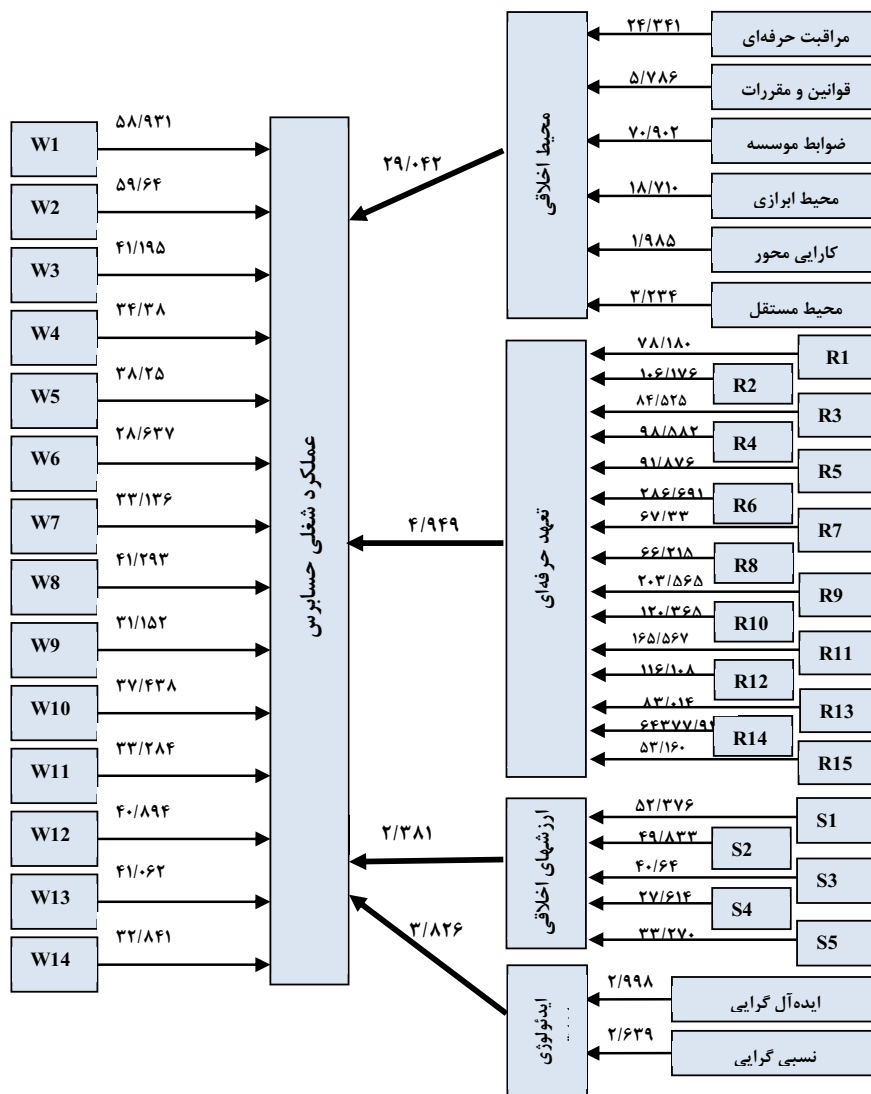 مراقبت حرفه‌ای
۲۴/۳۴۱
قوانین و مقررات
۵/۷۸۶
ضوابط موسسه
۷۰/۹۰۲
محیط ابرازی
۱۸/۷۱۰
کارایی محور
۱/۹۸۵
محیط مستقل
۳/۲۳۴
محیط اخلاقی
۲۹/۰۴۲
R1
۷۸/۱۸۰
R2
۱۰۶/۱۷۶
R3
۸۴/۵۲۵
R4
۹۸/۵۸۲
R5
۹۱/۸۷۶
R6
۲۸۶/۶۹۱
R7
۶۷/۳۳
R8
۶۶/۲۱۵
R9
۲۰۳/۵۶۵
R10
۱۲۰/۳۶۵
R11
۱۶۵/۵۶۷
R12
۱۱۶/۱۰۸
R13
۸۳/۰۱۴
R14
R15
۵۳/۱۶۰
تعهد حرفه‌ای
۴/۹۴۹
S1
۵۲/۳۷۶
S2
۴۹/۸۳۳
S3
۴۰/۶۴
S4
۲۷/۶۱۴
S5
۳۳/۲۷۰
ارزشهای اخلاقی
۲/۳۸۱
ایده‌آل گرایی
۲/۹۹۸
نسبی گرایی
۲/۶۳۹
ایدئولوژی
۳/۸۲۶
عملکرد شغلی حسابرس
W1
۵۸/۹۳۱
W2
۵۹/۶۴
W3
۴۱/۱۹۵
W4
۳۴/۳۸
W5
۳۸/۲۵
W6
۲۸/۶۳۷
W7
۳۳/۱۳۶
W8
۴۱/۲۹۳
W9
۳۱/۱۵۲
W10
۳۷/۴۳۸
W11
۳۳/۲۸۴
W12
۴۰/۸۹۴
W13
۴۱/۰۶۲
W14
۳۲/۸۴۱